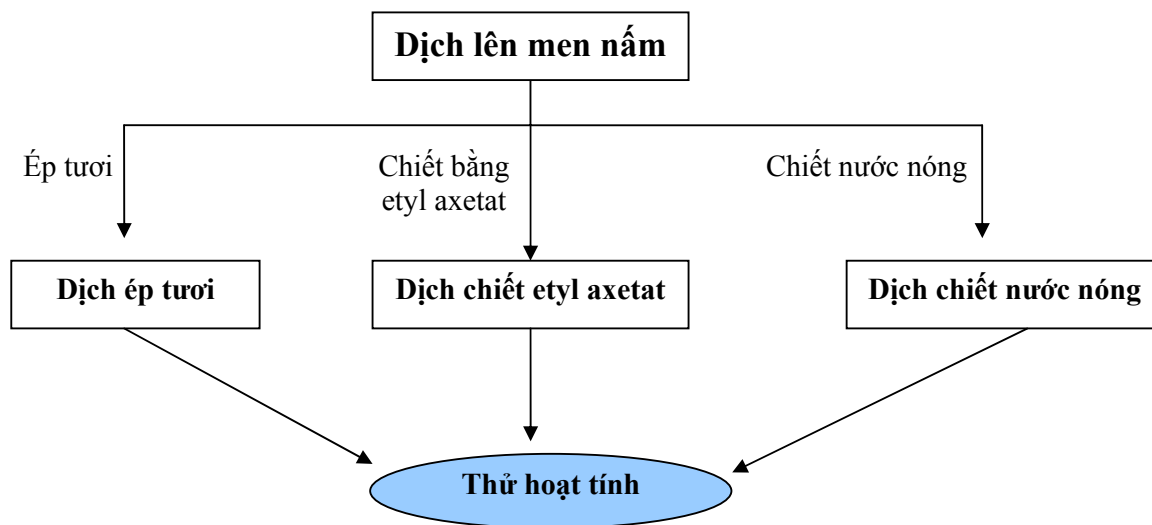 Dịch lên men nấm
Ép tươi
Chiết bằng
etyl axetat
Chiết nước nóng
Dịch ép tươi
Dịch chiết etyl axetat
Dịch chiết nước nóng
Thử hoạt tính